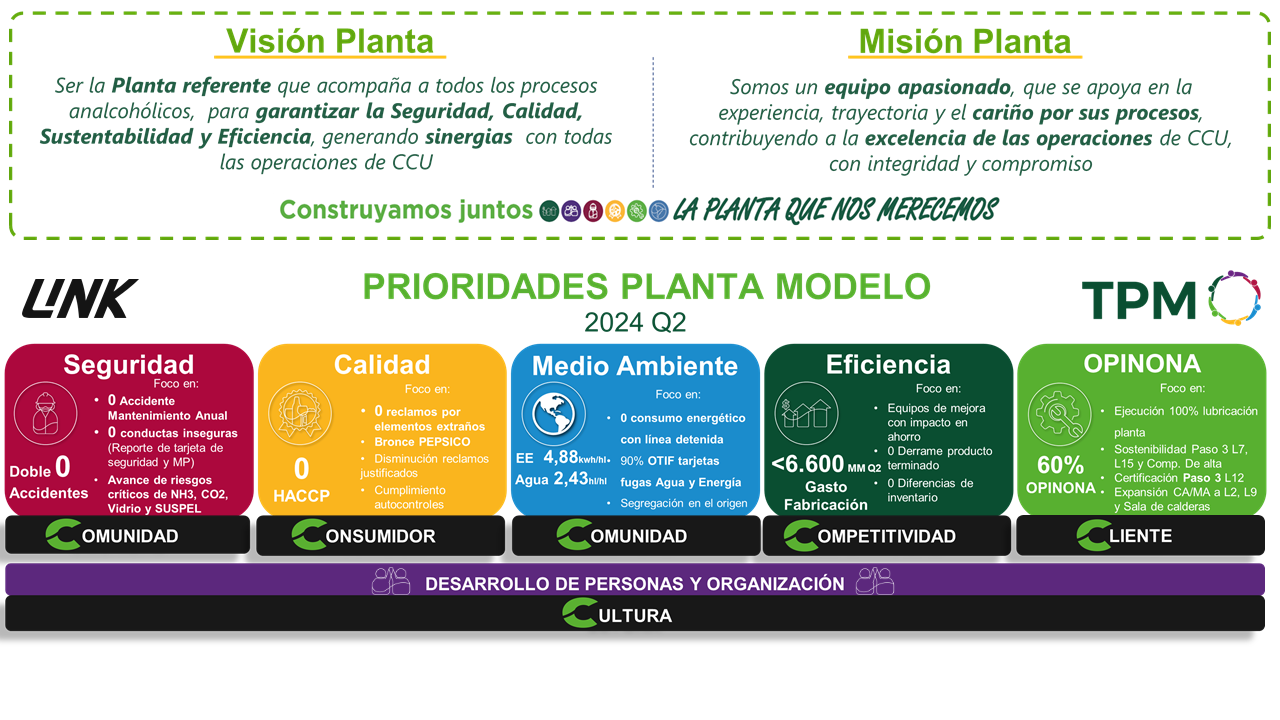 Visión Planta
Ser la Planta referente que acompaña a todos los procesos
analcohólicos, para garantizar la Seguridad, Calidad,
Sustentabilidad y Eficiencia, generando sinergias con todas
las operaciones de CCU
Misión Planta
Somos un equipo apasionado, que se apoya en la
experiencia, trayectoria y el cariño por sus procesos,
contribuyendo a la excelencia de las operaciones de CCU,
con integridad y compromiso
Construyamos juntos LA PLANTA QUE NOS MERECEMOS
LINK
PRIORIDADES PLANTA MODELO
2024 Q2
TPM
Seguridad
Foco en:
• 0 Accidente
Mantenimiento Anual
• 0 conductas inseguras
(Reporte de tarjeta de
seguridad y MP)
• Avance de riesgos
críticos de NH3, CO2,
Vidrio y SUSPEL
Doble 0
Accidentes
COMUNIDAD
Calidad
Foco en:
• 0 reclamos por
elementos extraños
• Bronce PEPSICO
• Disminución reclamos
justificados
• Cumplimiento
autocontroles
0
HACCP
CONSUMIDOR
Medio Ambiente
Foco en:
• 0 consumo energético
con línea detenida
• 90% OTIF tarjetas
fugas Agua y Energía
• Segregación en el origen
EE 4,88kwh/hl
Agua 2,43hl/hl
COMUNIDAD
Eficiencia
Foco en:
• Equipos de mejora
con impacto en
ahorro
• 0 Derrame producto
terminado
• 0 Diferencias de
inventario
<6.600 MM Q2
Gasto
Fabricación
COMPETITIVIDAD
OPINONA
Foco en:
• Ejecución 100% lubricación
planta
• Sostenibilidad Paso 3 L7,
L15 y Comp. De alta
• Certificación Paso 3 L12
• Expansión CA/MA a L2, L9
y Sala de calderas
60%
OPINONA
CLIENTE
DESARROLLO DE PERSONAS Y ORGANIZACIÓN
CULTURA